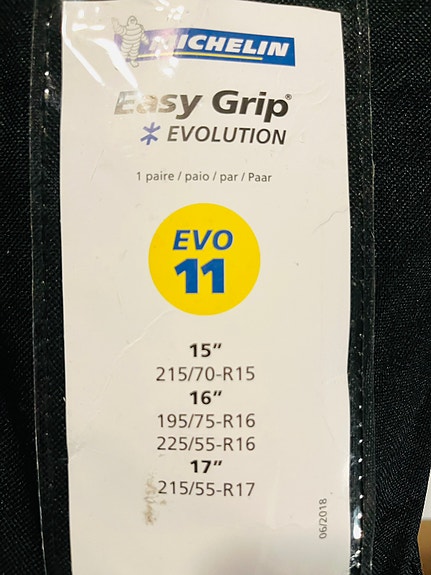 MICHELIN
Easy Grip®
* EVOLUTION
1 paire / paio / par / Paar
EVO
11
15"
215/70-R15
16"
195/75-R16
225/55-R16
17"
215/55-R17
06/2018